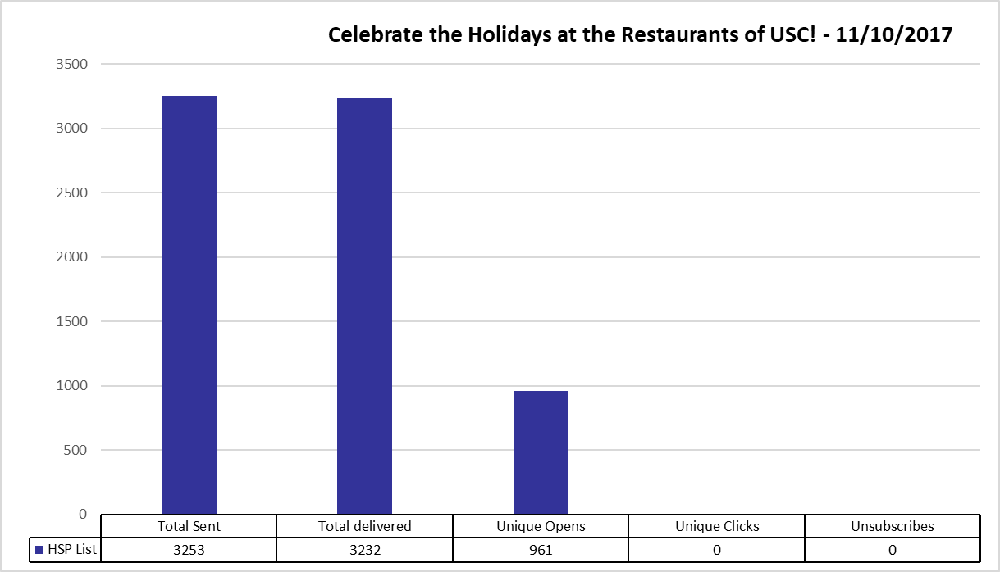 Celebrate the Holidays at the Restaurants of USC! - 11/10/2017
3500
3000
2500
2000
1500
1000
500
0
Total Sent Total delivered Unique Opens Unique Clicks Unsubscribes
HSP List 3253 3232 961 0 0